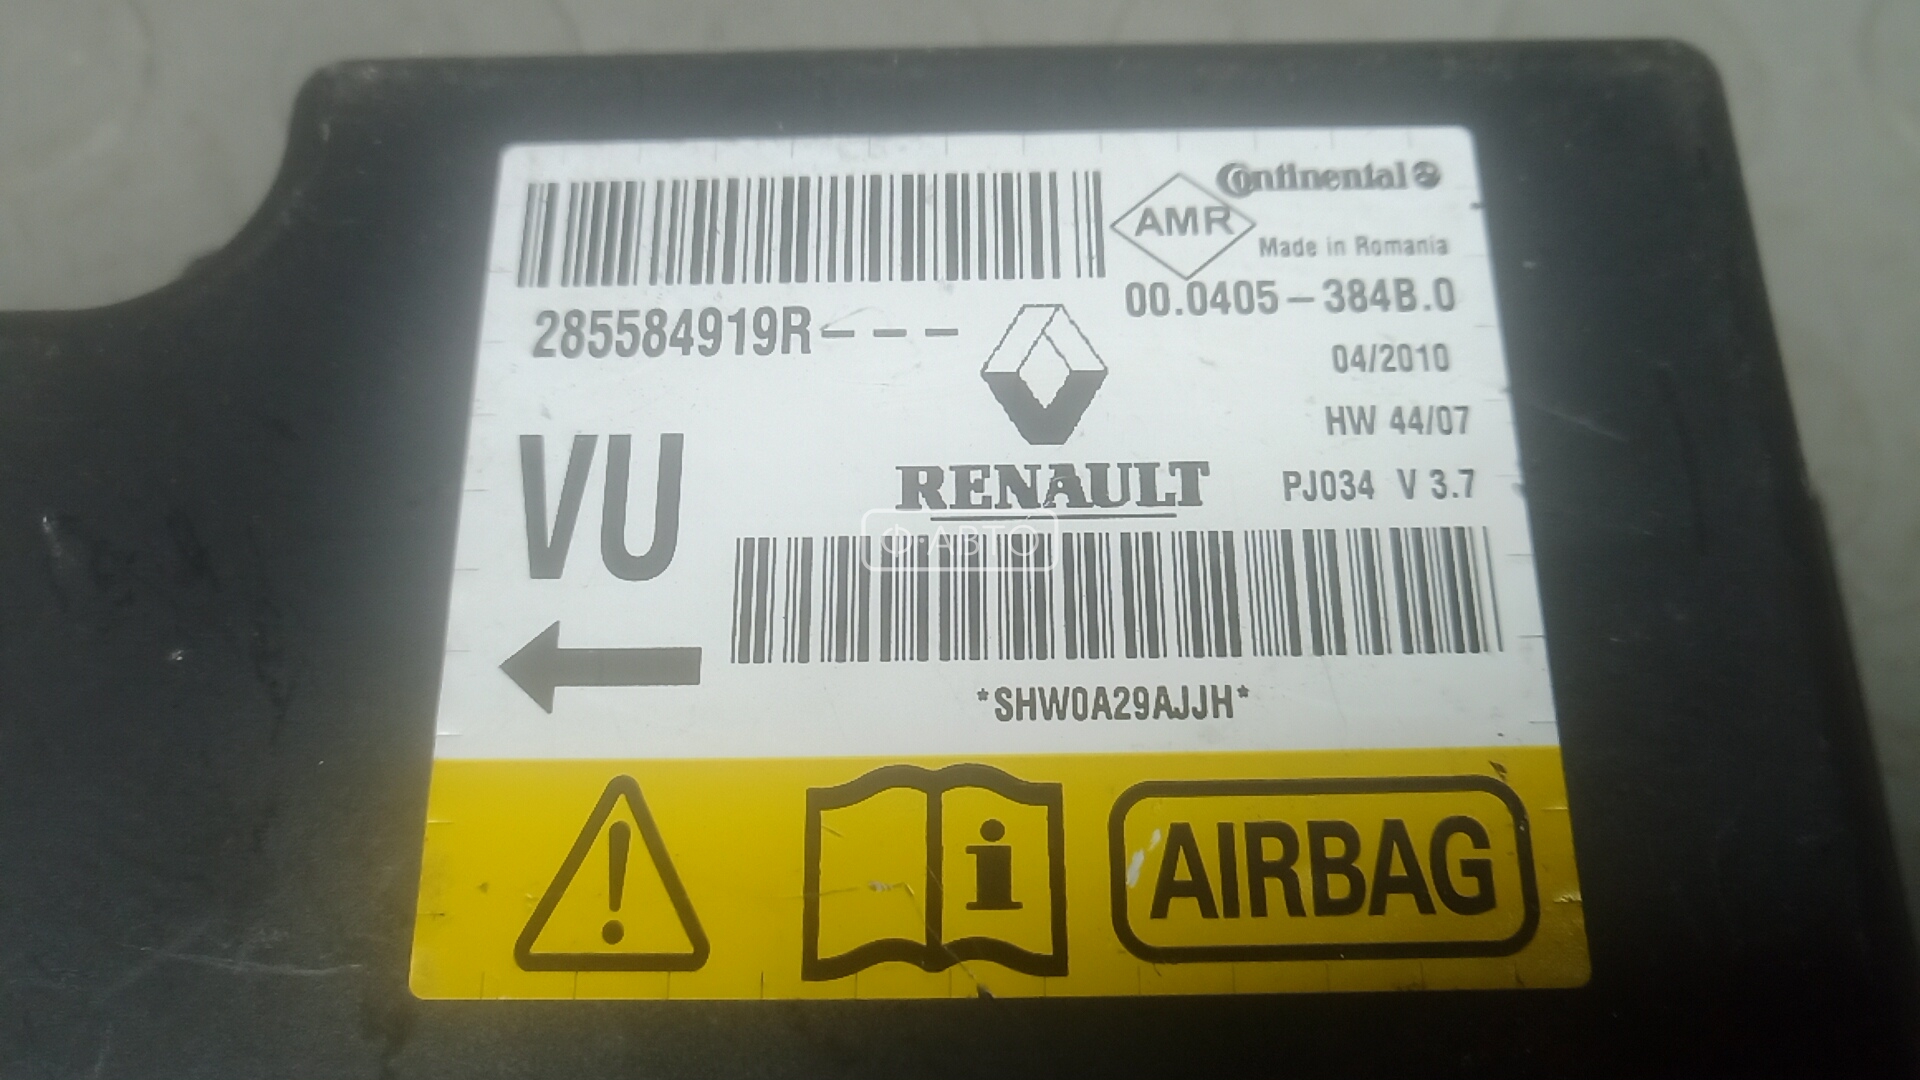 Continental
AMR
Made in Romania
285584919R---
00.0405-384B.0
04/2010
HW 44/07
VU
RENAULT
PJ034 V 3.7
Ф·АВТО
*SHW0A29AJJH*
i
AIRBAG